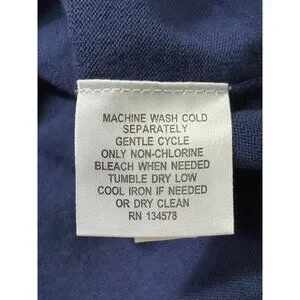 MACHINE WASH COLD
SEPARATELY
GENTLE CYCLE
ONLY NON-CHLORINE
BLEACH WHEN NEEDED
TUMBLE DRY LOW
COOL IRON IF NEEDED
OR DRY CLEAN
RN 134578